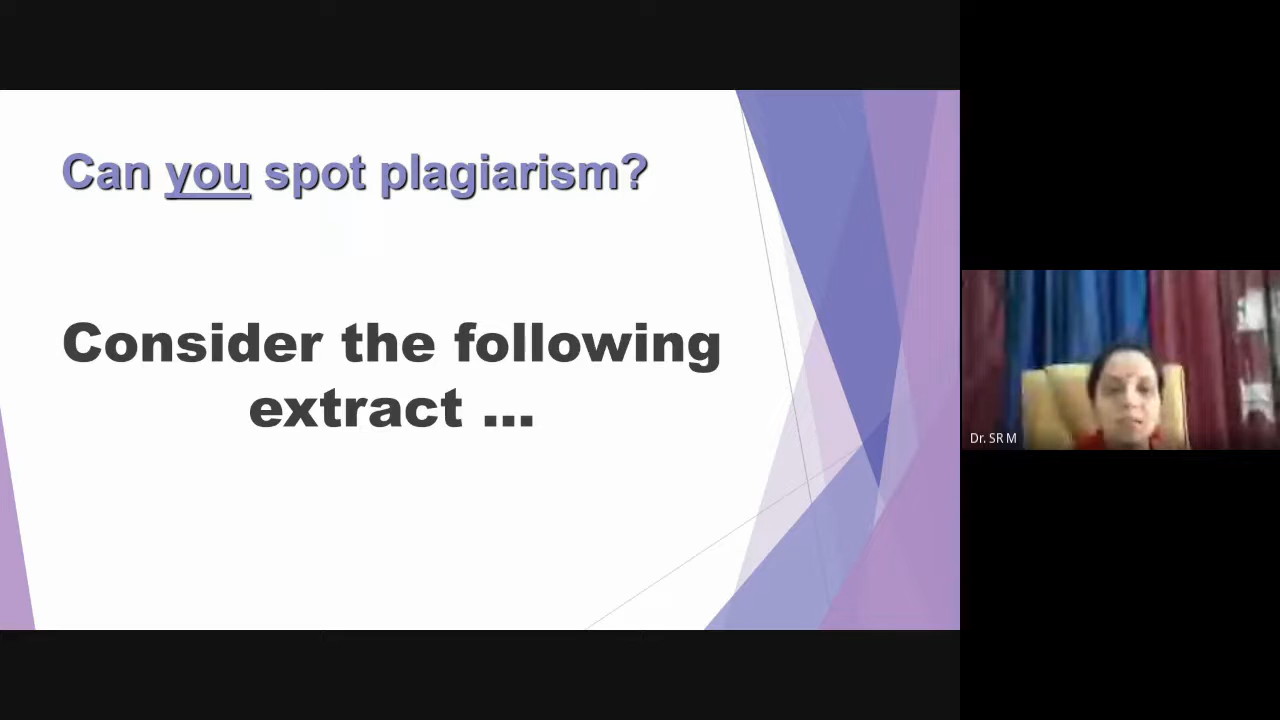 Can you spot plagiarism?
Consider the following
extract ...
Dr. SR M